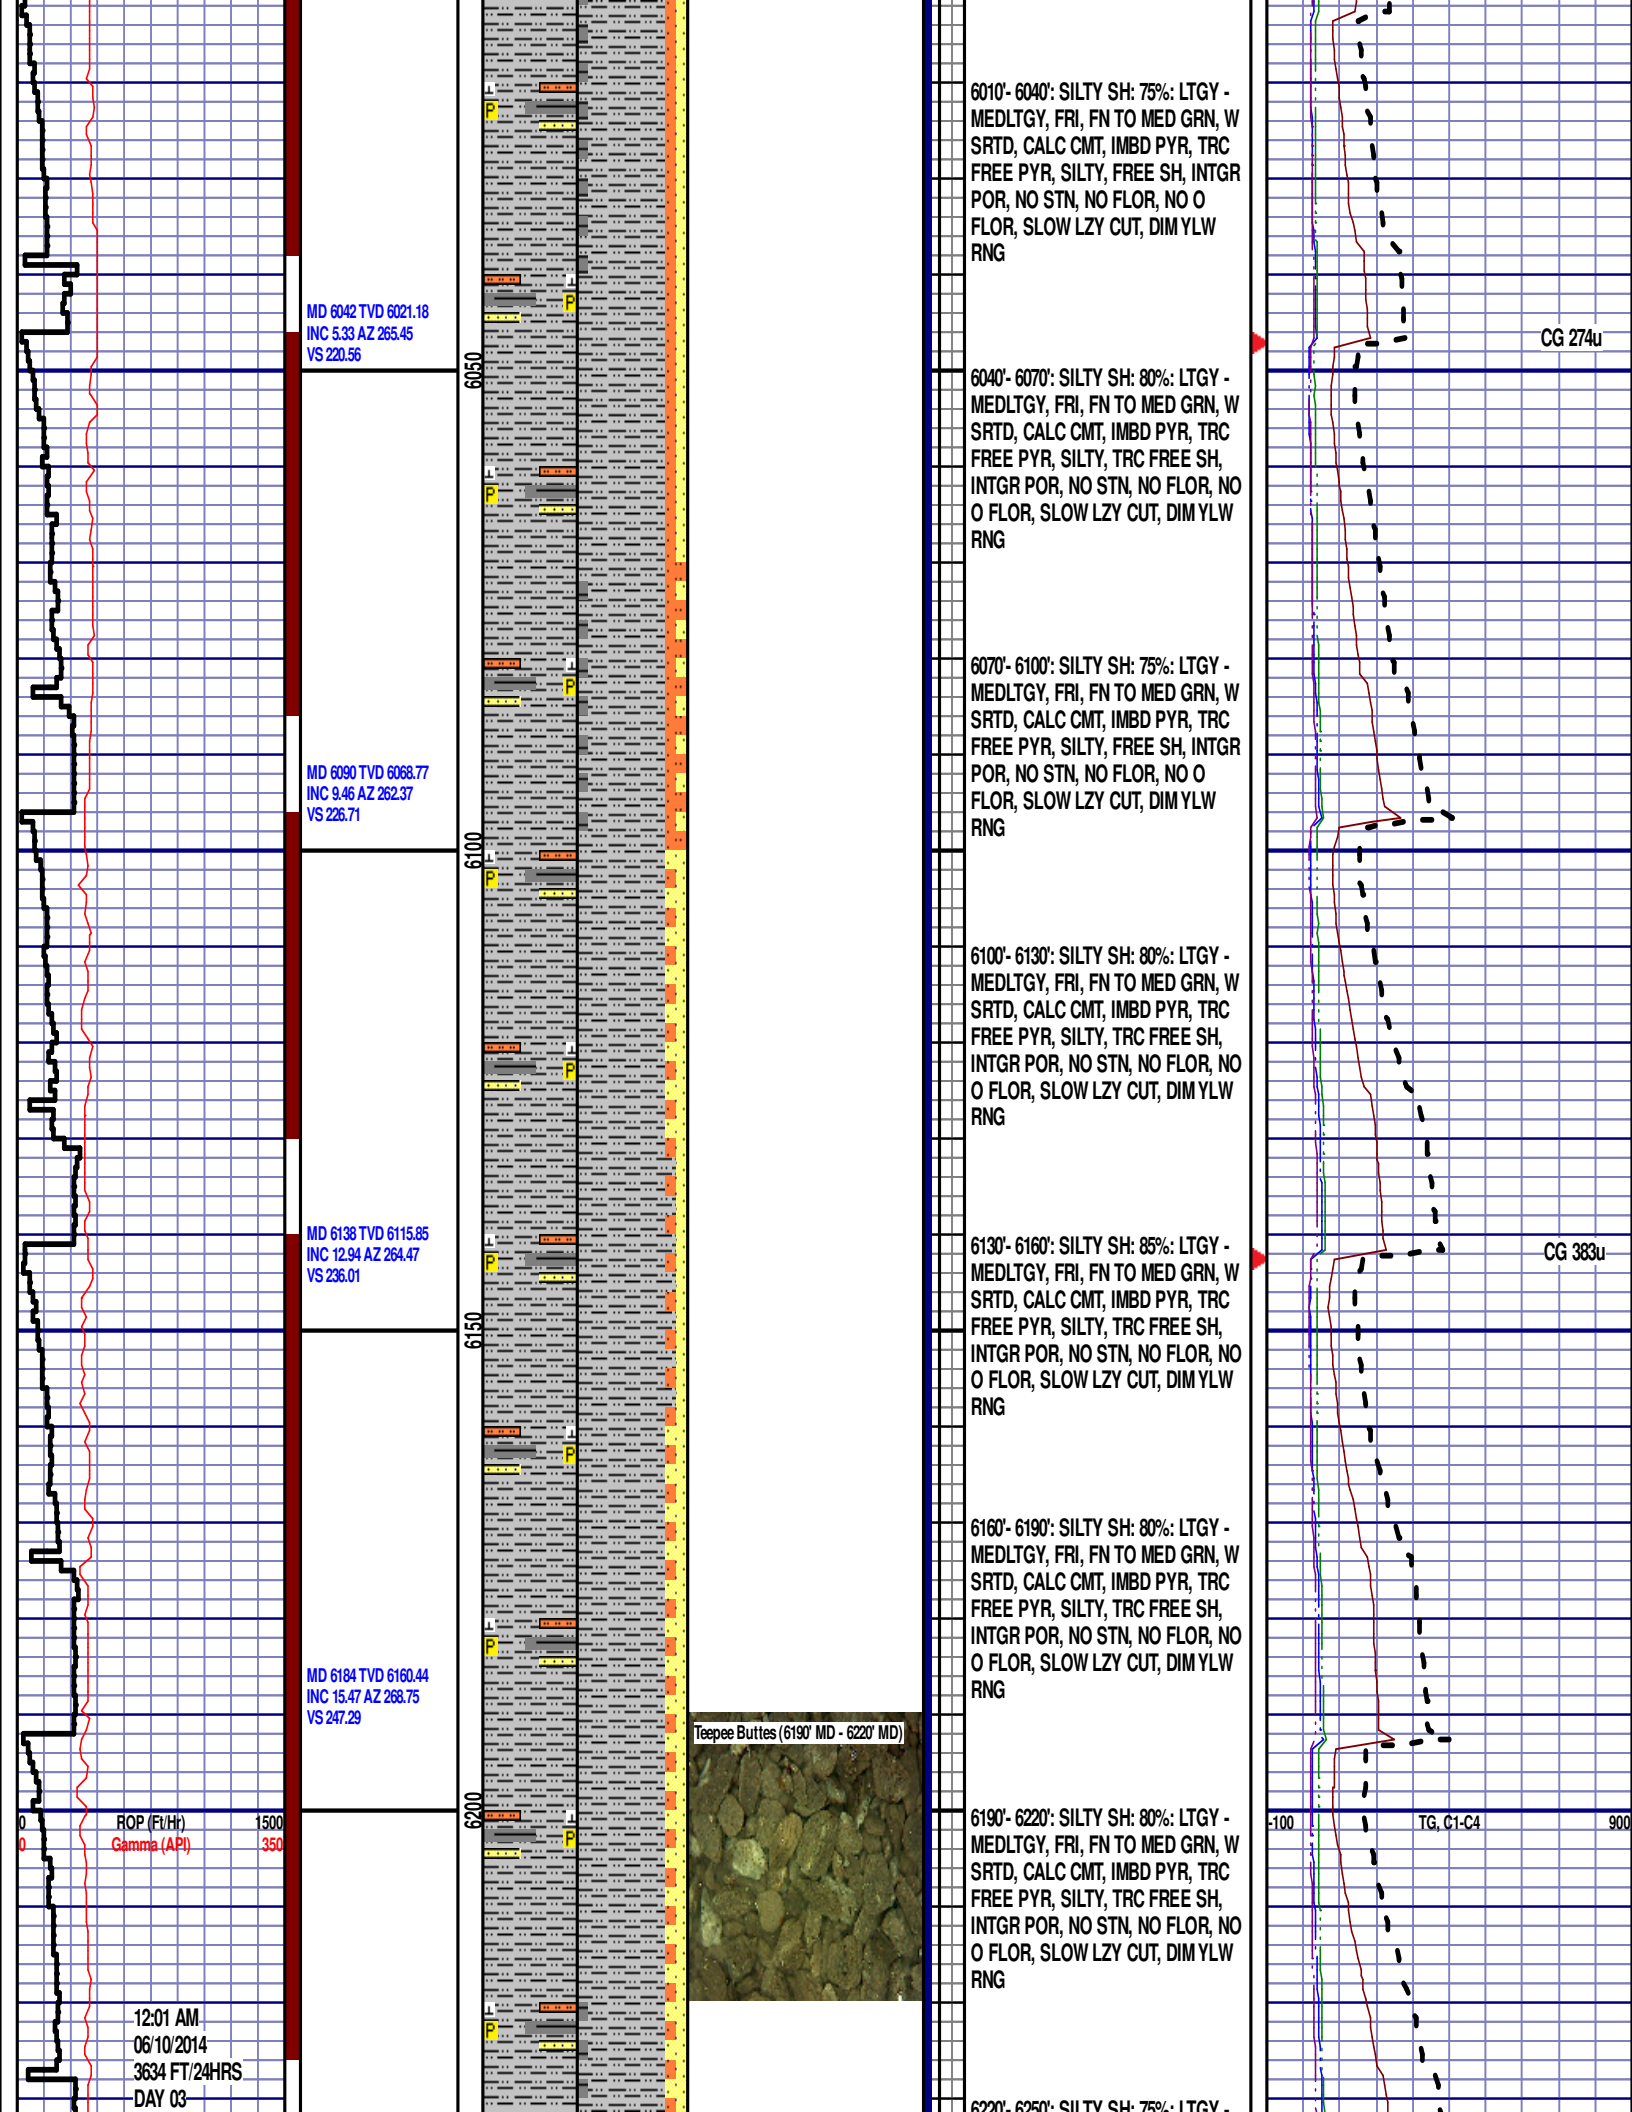 6010'- 6040': SILTY SH: 75%: LTGY -
MEDLTGY, FRI, FN TO MED GRN, W
SRTD, CALC CMT, IMBD PYR, TRC
FREE PYR, SILTY, FREE SH, INTGR
POR, NO STN, NO FLOR, NO O
FLOR, SLOW LZY CUT, DIM YLW
RNG
P
P
MD 6042 TVD 6021.18
INC 5.33 AZ 265.45
VS 220.56
CG 274u
6050
6040'- 6070': SILTY SH: 80%: LTGY -
MEDLTGY, FRI, FN TO MED GRN, W
SRTD, CALC CMT, IMBD PYR, TRC
FREE PYR, SILTY, TRC FREE SH,
INTGR POR, NO STN, NO FLOR, NO
O FLOR, SLOW LZY CUT, DIM YLW
RNG
P
P
6070'- 6100': SILTY SH: 75%: LTGY -
MEDLTGY, FRI, FN TO MED GRN, W
SRTD, CALC CMT, IMBD PYR, TRC
FREE PYR, SILTY, FREE SH, INTGR
POR, NO STN, NO FLOR, NO O
FLOR, SLOW LZY CUT, DIM YLW
RNG
MD 6090 TVD 6068.77
INC 9.46 AZ 262.37
VS 226.71
6100
P
P
6100'- 6130': SILTY SH: 80%: LTGY -
MEDLTGY, FRI, FN TO MED GRN, W
SRTD, CALC CMT, IMBD PYR, TRC
FREE PYR, SILTY, TRC FREE SH,
INTGR POR, NO STN, NO FLOR, NO
O FLOR, SLOW LZY CUT, DIM YLW
RNG
MD 6138 TVD 6115.85
INC 12.94 AZ 264.47
VS 236.01
P
6130'- 6160': SILTY SH: 85%: LTGY -
MEDLTGY, FRI, FN TO MED GRN, W
SRTD, CALC CMT, IMBD PYR, TRC
FREE PYR, SILTY, TRC FREE SH,
INTGR POR, NO STN, NO FLOR, NO
O FLOR, SLOW LZY CUT, DIM YLW
RNG
CG 383u
6150
P
P
6160'- 6190': SILTY SH: 80%: LTGY -
MEDLTGY, FRI, FN TO MED GRN, W
SRTD, CALC CMT, IMBD PYR, TRC
FREE PYR, SILTY, TRC FREE SH,
INTGR POR, NO STN, NO FLOR, NO
O FLOR, SLOW LZY CUT, DIM YLW
RNG
MD 6184 TVD 6160.44
INC 15.47 AZ 268.75
VS 247.29
Teepee Buttes (6190' MD - 6220' MD)
6200
0 ROP (Ft/Hr) 1500
0 Gamma (API) 350
P
P
6190'- 6220': SILTY SH: 80%: LTGY -
MEDLTGY, FRI, FN TO MED GRN, W
SRTD, CALC CMT, IMBD PYR, TRC
FREE PYR, SILTY, TRC FREE SH,
INTGR POR, NO STN, NO FLOR, NO
O FLOR, SLOW LZY CUT, DIM YLW
RNG
-100 TG, C1-C4 900
12:01 AM
06/10/2014
3634 FT/24HRS
DAY 03
6220'- 6250': SILTY SH: 75%: LTGY -